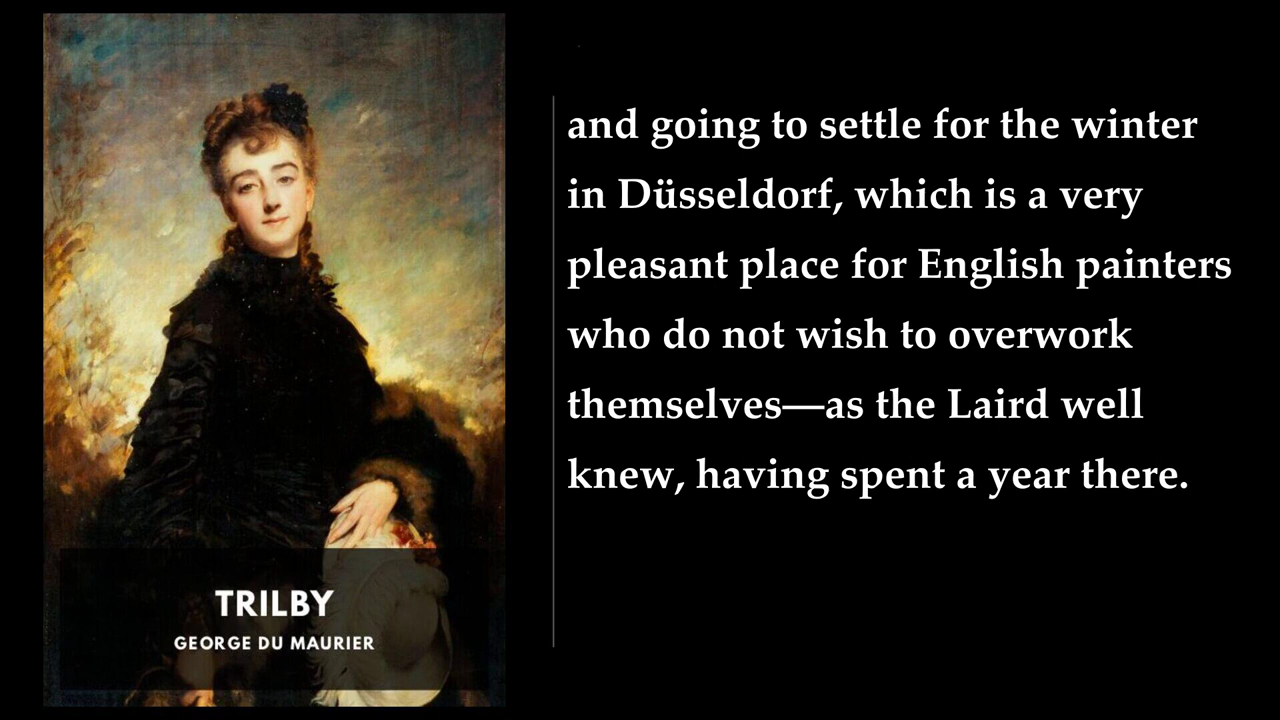 TRILBY
GEORGE DU MAURIER
and going to settle for the winter
in Düsseldorf, which is a very
pleasant place for English painters
who do not wish to overwork
themselves—as the Laird well
knew, having spent a year there.